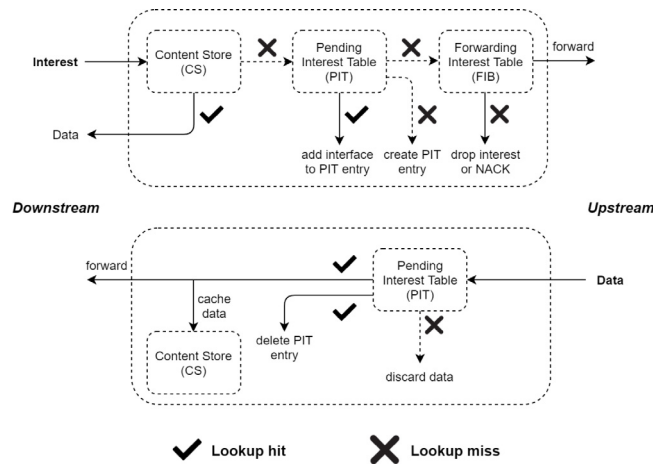 Interest
Content Store
(CS)
Pending
Interest Table
(PIT)
Forwarding
Interest Table
(FIB)
forward
Data
add interface
to PIT entry
create PIT
entry
drop interest
or NACK
Downstream
Upstream
forward
Pending
Interest Table
(PIT)
Data
cache
data
Content Store
(CS)
delete PIT
entry
discard data
Lookup hit
Lookup miss